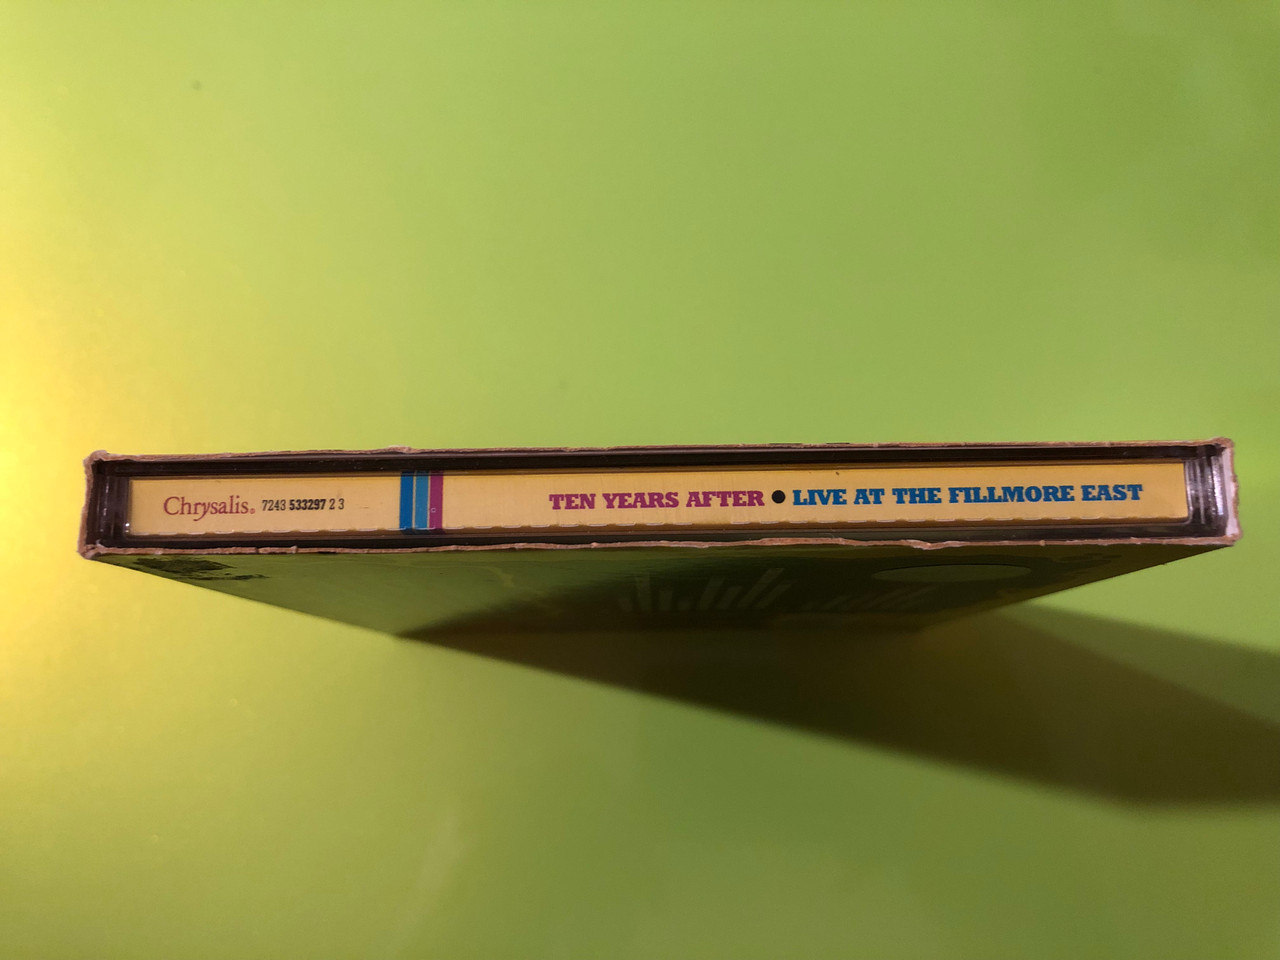 Chrysalis® 7243 533297 2 3 TEN YEARS AFTER ● LIVE AT THE FILLMORE EAST